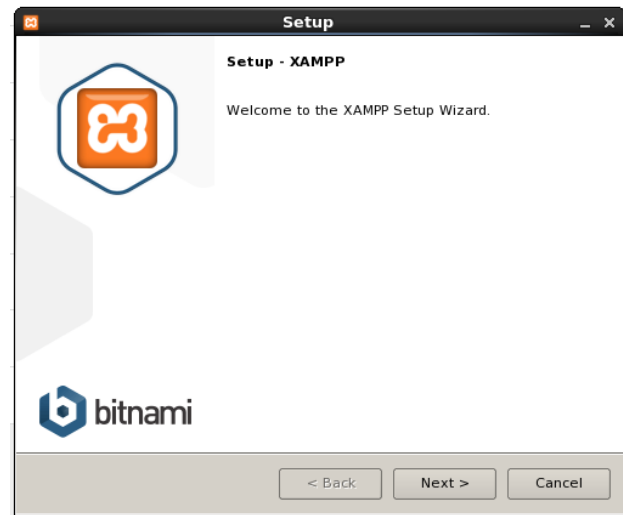 Setup
Setup - XAMPP
Welcome to the XAMPP Setup Wizard.
bitnami
< Back
Next >
Cancel